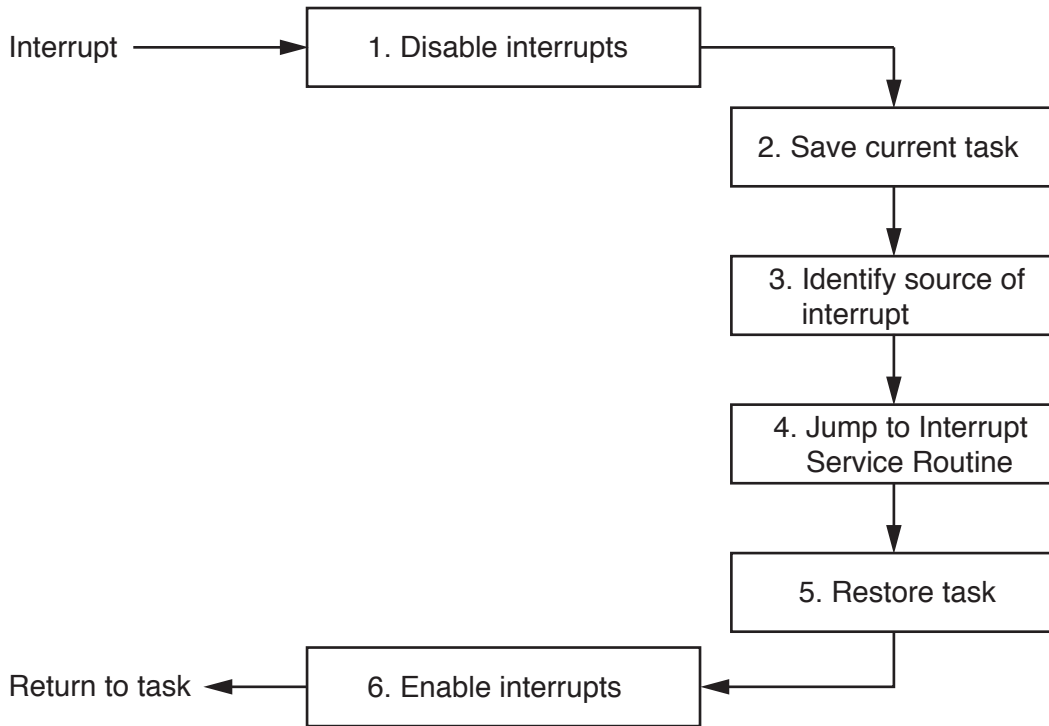 Interrupt
1. Disable interrupts
2. Save current task
3. Identify source of
interrupt
4. Jump to Interrupt
Service Routine
5. Restore task
6. Enable interrupts
Return to task